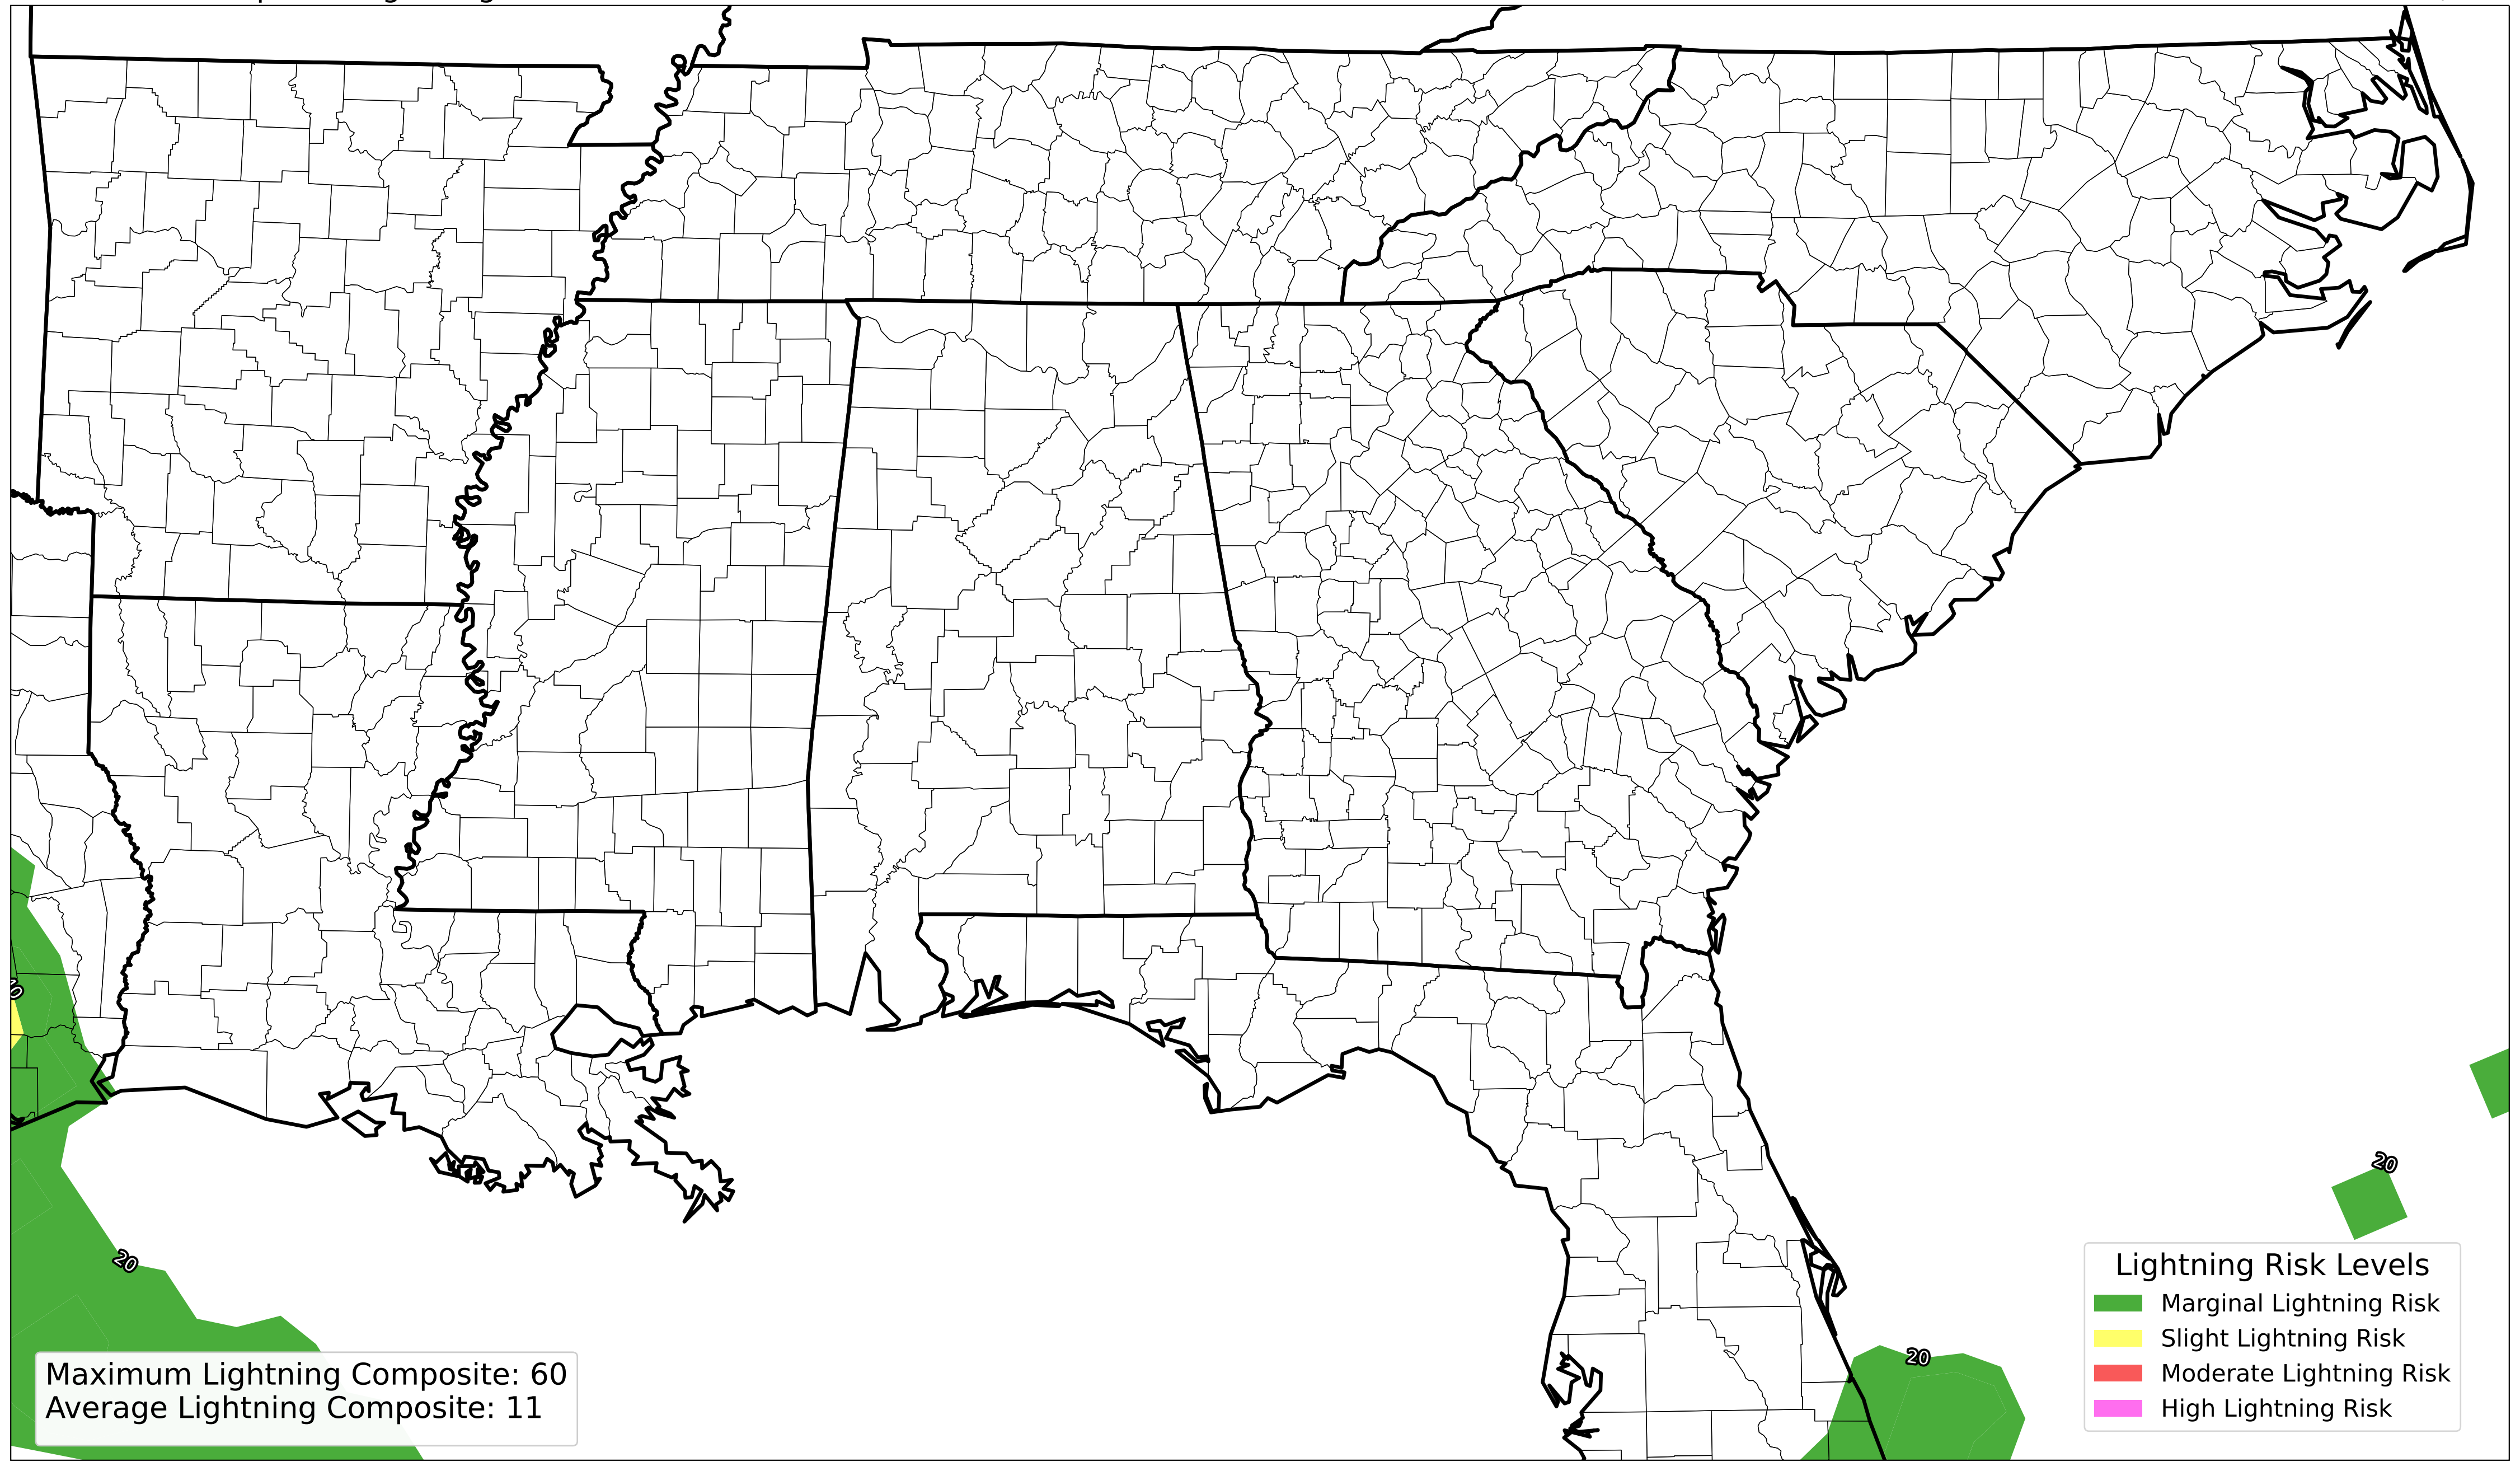 20
20
20
Lightning Risk Levels
Marginal Lightning Risk
Slight Lightning Risk
Moderate Lightning Risk
High Lightning Risk
Maximum Lightning Composite: 60
Average Lightning Composite: 11